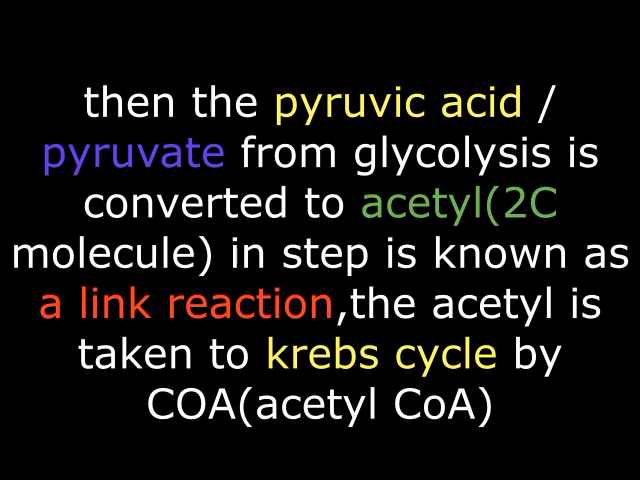 then the pyruvic acid /
pyruvate from glycolysis is
converted to acetyl(2C
molecule) in step is known as
a link reaction,the acetyl is
taken to krebs cycle by
COA(acetyl CoA)